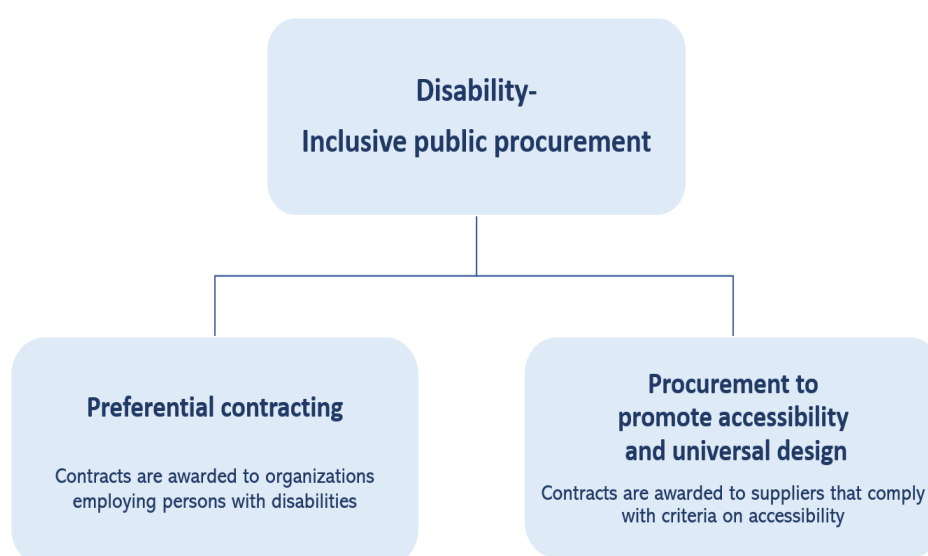 Disability-
Inclusive public procurement
Preferential contracting
Contracts are awarded to organizations
employing persons with disabilities
Procurement to
promote accessibility
and universal design
Contracts are awarded to suppliers that comply
with criteria on accessibility